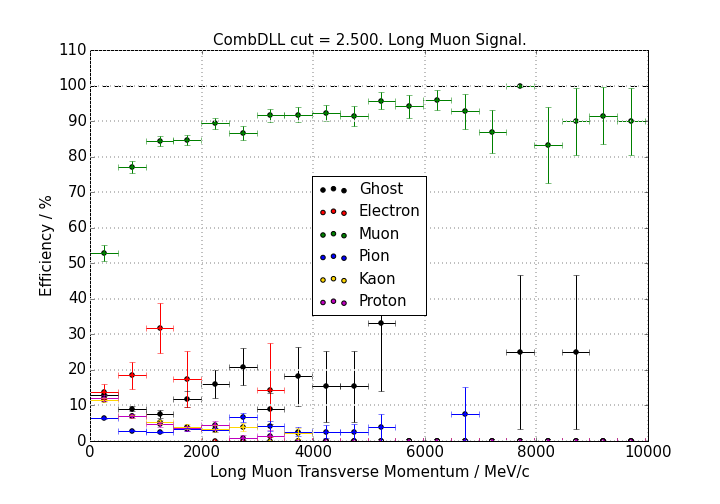 CombDLL cut = 2.500. Long Muon Signal.
110
100
90
80
70
60
50
40
30
20
10
0
Efficiency / %
Ghost
Electron
Muon
Pion
Kaon
Proton
0 2000 4000 6000 8000 10000
Long Muon Transverse Momentum / MeV/c